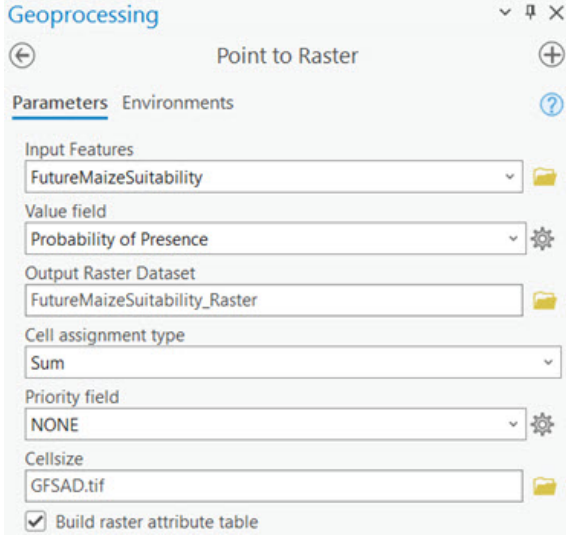 Geoprocessing
Point to Raster
Parameters Environments
Input Features
FutureMaizeSuitability
Value field
Probability of Presence
Output Raster Dataset
FutureMaizeSuitability_Raster
Cell assignment type
Sum
Priority field
NONE
Cellsize
GFSAD.tif
Build raster attribute table